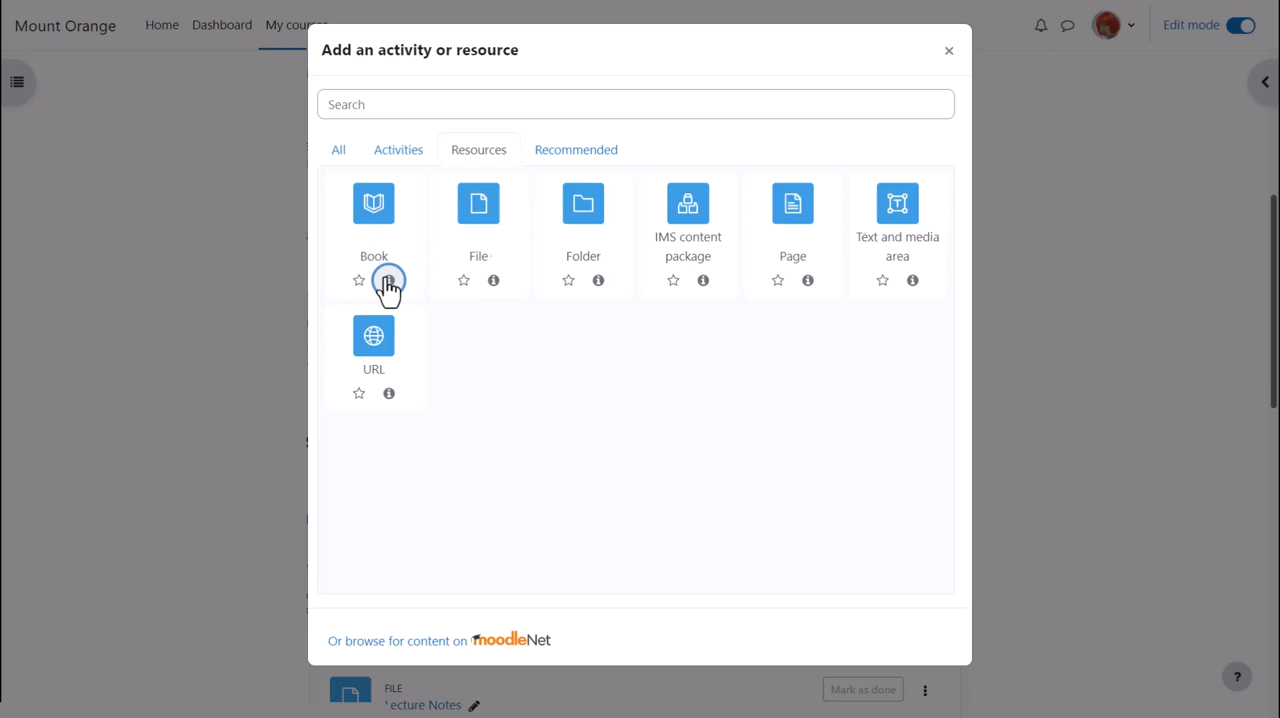 Mount Orange
Home
Dashboard
My cours
Edit mode
Add an activity or resource
×
Search
All
Activities
Resources
Recommended
Book
File
Folder
IMS content
package
Page
Text and media
area
URL
Or browse for content on moodleNet
?
FILE
ecture Notes
Mark as done